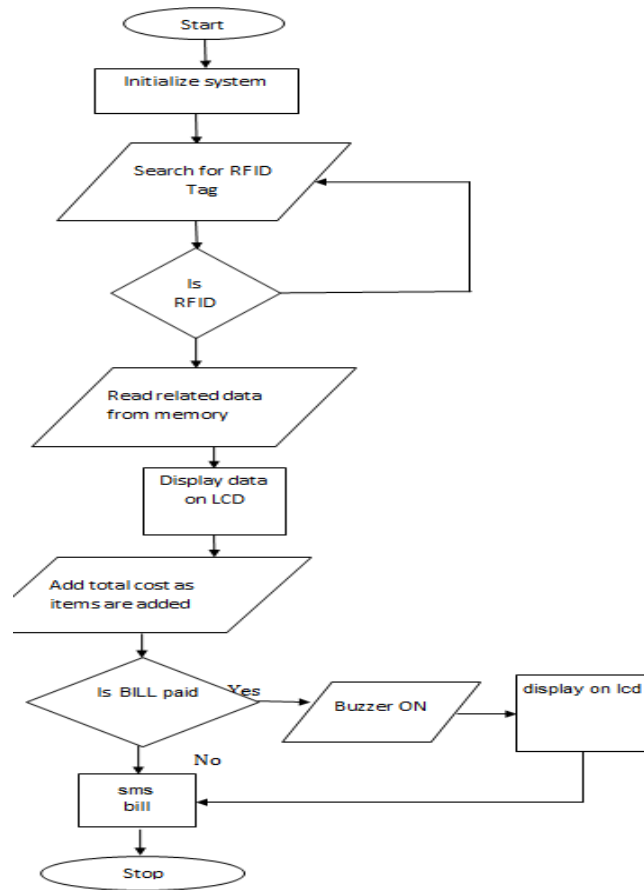 Start
Initialize system
Search for RFID
Tag
Is
RFID
Read related data
from memory
Display data
on LCD
Add total cost as
items are added
Is BILL paid
Yes
Buzzer ON
display on lcd
No
sms
bill
Stop